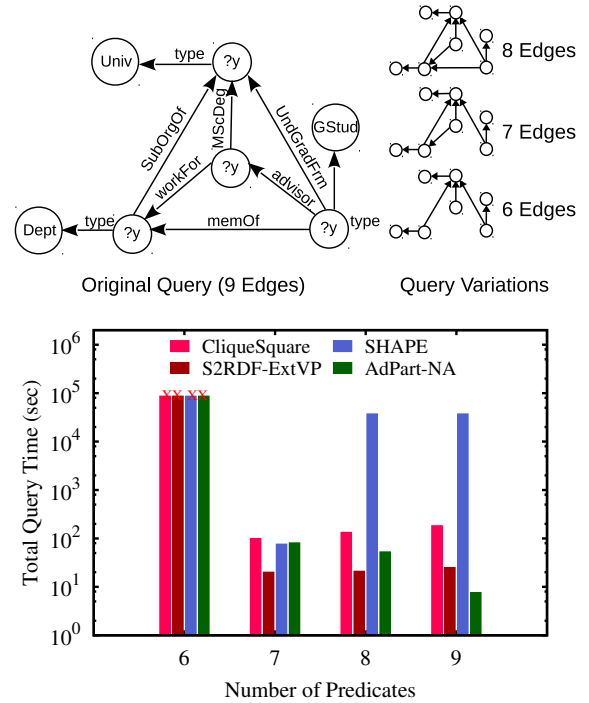 Univ
type
?y
8 Edges
SubOrgOf
MScDeg
UndGradFrm
GStud
7 Edges
workFor
?y
advisor
Dept
type
?y
memOf
?y
type
6 Edges
Original Query (9 Edges)
Query Variations
Total Query Time (sec)
10^6
10^5
10^4
10^3
10^2
10^1
10^0
CliqueSquare
SHAPE
S2RDF-ExtVP
AdPart-NA
XX XX
6
7
8
9
Number of Predicates